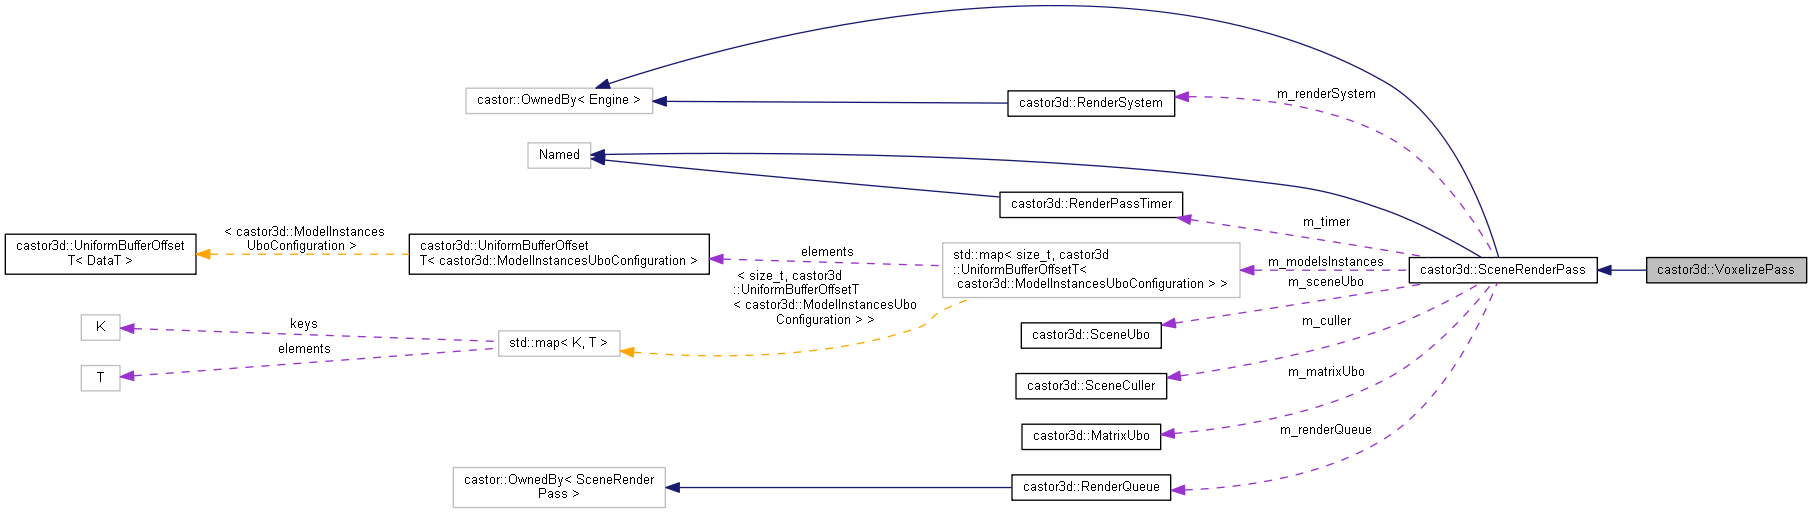 castor::OwnedBy< Engine >
castor3d::RenderSystem
m_renderSystem
Named
castor3d::RenderPassTimer
m_timer
castor3d::UniformBufferOffset
T< DataT >
< castor3d::ModelInstances
UboConfiguration >
castor3d::UniformBufferOffset
T< castor3d::ModelInstancesUboConfiguration >
elements
< size_t, castor3d
::UniformBufferOffsetT
< castor3d::ModelInstancesUbo
Configuration > >
std::map< size_t, castor3d
::UniformBufferOffsetT<
castor3d::ModelInstancesUboConfiguration > >
m_modelsInstances
m_sceneUbo
castor3d::SceneRenderPass
castor3d::VoxelizePass
K
keys
T
elements
std::map< K, T >
castor3d::SceneUbo
m_culler
castor3d::SceneCuller
m_matrixUbo
castor3d::MatrixUbo
m_renderQueue
castor::OwnedBy< SceneRender
Pass >
castor3d::RenderQueue